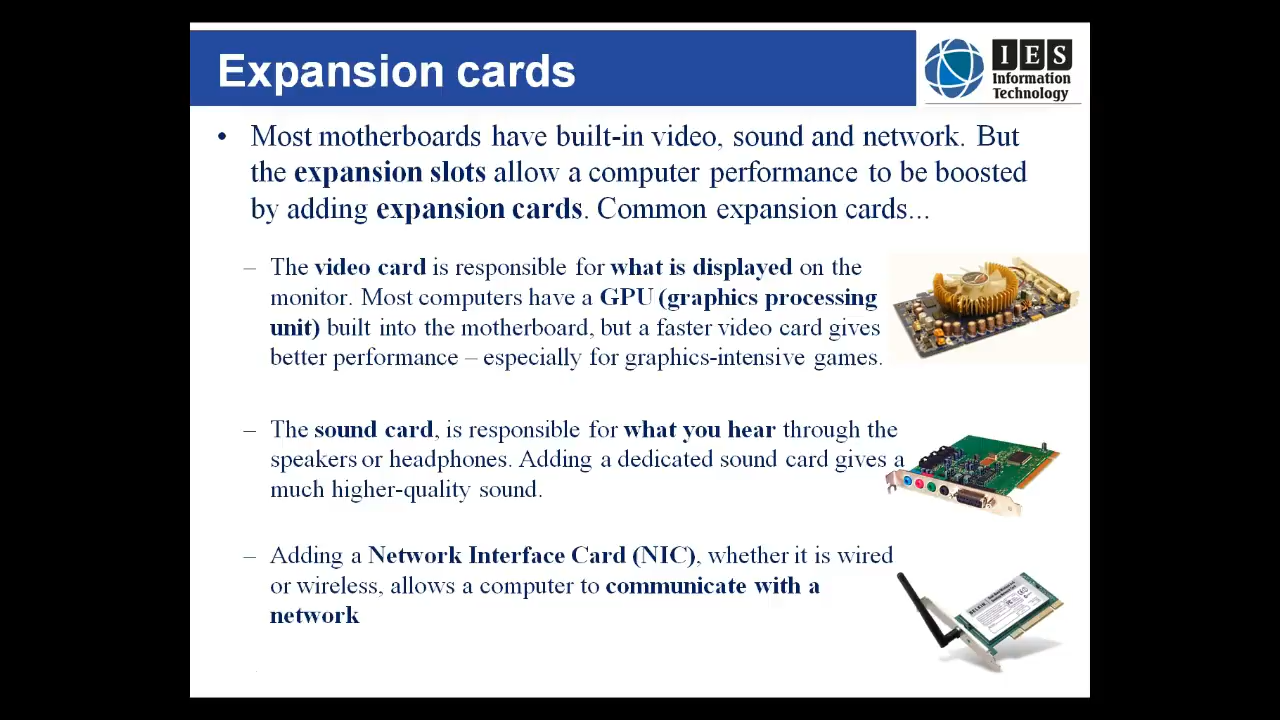 Expansion cards
IES
Information
Technology
• Most motherboards have built-in video, sound and network. But
the expansion slots allow a computer performance to be boosted
by adding expansion cards. Common expansion cards...
– The video card is responsible for what is displayed on the
monitor. Most computers have a GPU (graphics processing
unit) built into the motherboard, but a faster video card gives
better performance – especially for graphics-intensive games.
– The sound card, is responsible for what you hear through the
speakers or headphones. Adding a dedicated sound card gives a
much higher-quality sound.
– Adding a Network Interface Card (NIC), whether it is wired
or wireless, allows a computer to communicate with a
network
BELKIN